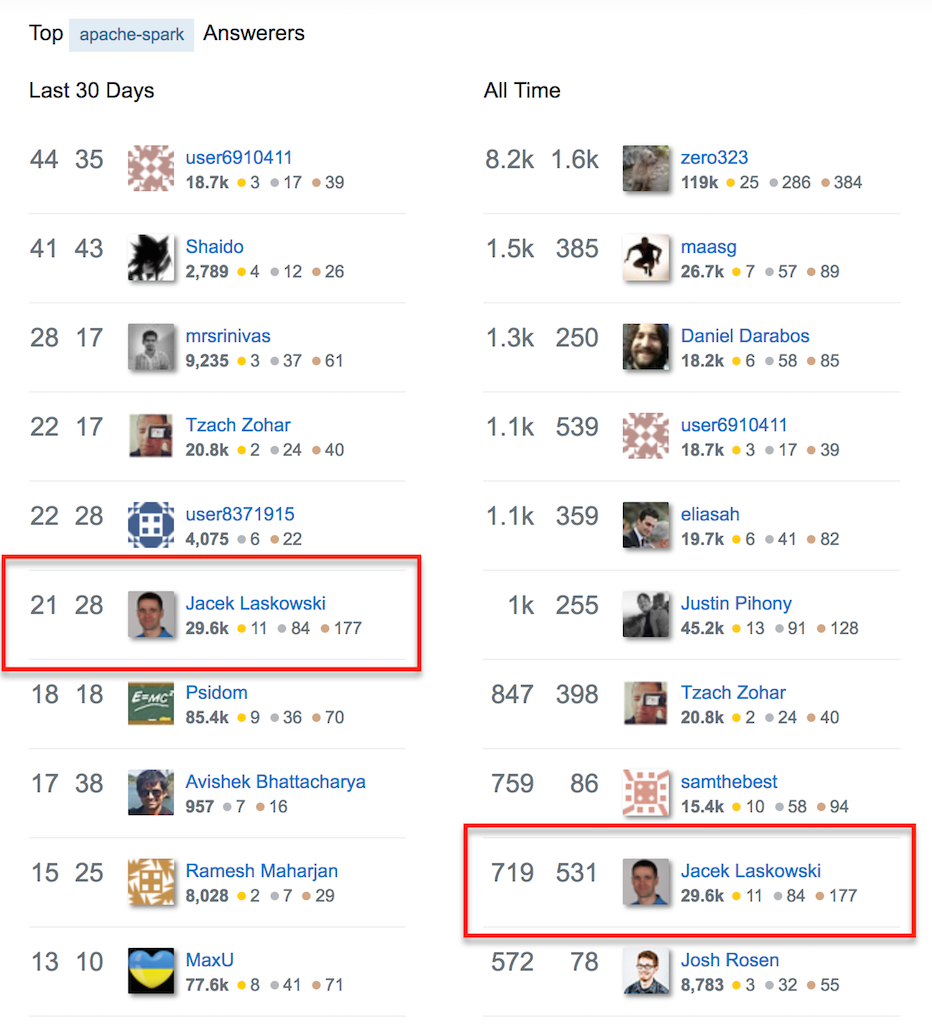 Top apache-spark Answerers
Last 30 Days
44 35 user6910411
18.7k 3 17 39
41 43 Shaido
2,789 4 12 26
28 17 mrsrinivas
9,235 3 37 61
22 17 Tzach Zohar
20.8k 2 24 40
22 28 user8371915
4,075 6 22
21 28 Jacek Laskowski
29.6k 11 84 177
18 18 Psidom
E=MC²
85.4k 9 36 70
17 38 Avishek Bhattacharya
957 7 16
15 25 Ramesh Maharjan
8,028 2 7 29
13 10 MaxU
77.6k 8 41 71
All Time
8.2k 1.6k zero323
119k 25 286 384
1.5k 385 maasg
26.7k 7 57 89
1.3k 250 Daniel Darabos
18.2k 6 58 85
1.1k 539 user6910411
18.7k 3 17 39
1.1k 359 eliasah
19.7k 6 41 82
1k 255 Justin Pihony
45.2k 13 91 128
847 398 Tzach Zohar
20.8k 2 24 40
759 86 samthebest
15.4k 10 58 94
719 531 Jacek Laskowski
29.6k 11 84 177
572 78 Josh Rosen
8,783 3 32 55